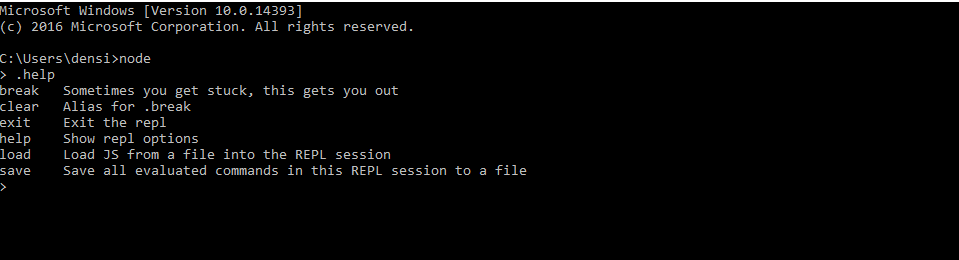 Microsoft Windows [Version 10.0.14393]
(c) 2016 Microsoft Corporation. All rights reserved.
C:\Users\densi>node
> .help
break   Sometimes you get stuck, this gets you out
clear   Alias for .break
exit    Exit the repl
help    Show repl options
load    Load JS from a file into the REPL session
save    Save all evaluated commands in this REPL session to a file
>